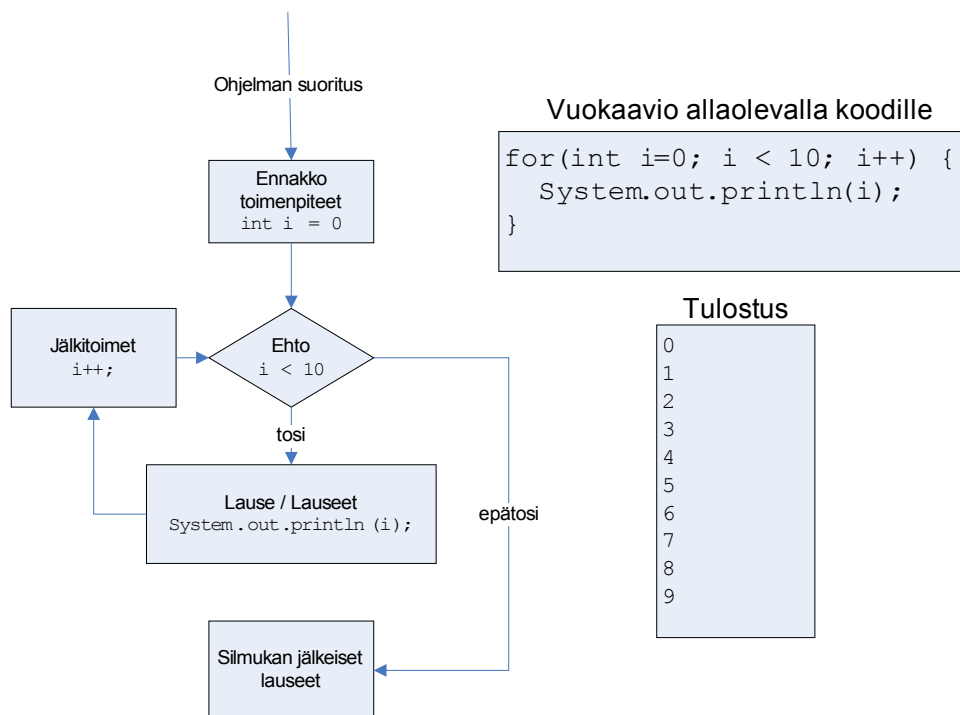 Ohjelman suoritus
Ennakko
toimenpiteet
int i = 0
Jälkitoimet
i++;
Ehto
i < 10
tosi
Lause / Lauseet
System.out.println (i);
epätosi
Silmukan jälkeiset
lauseet
Vuokaavio allaolevalla koodille
for(int i=0; i < 10; i++) {
  System.out.println(i);
}
Tulostus
0
1
2
3
4
5
6
7
8
9